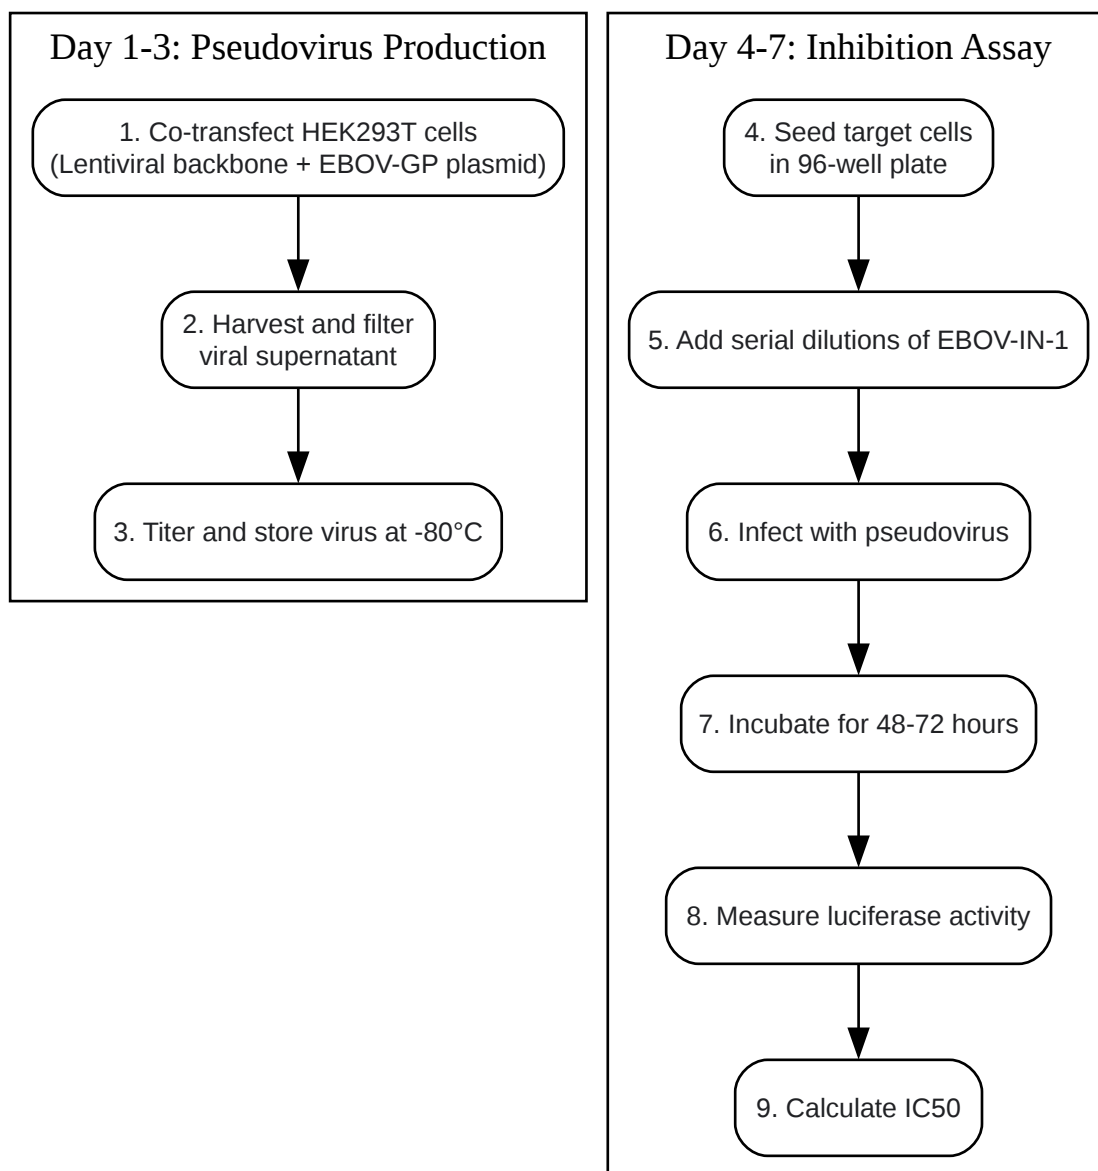 Day 1-3: Pseudovirus Production
1. Co-transfect HEK293T cells
(Lentiviral backbone + EBOV-GP plasmid)
2. Harvest and filter
viral supernatant
3. Titer and store virus at -80°C
Day 4-7: Inhibition Assay
4. Seed target cells
in 96-well plate
5. Add serial dilutions of EBOV-IN-1
6. Infect with pseudovirus
7. Incubate for 48-72 hours
8. Measure luciferase activity
9. Calculate IC50